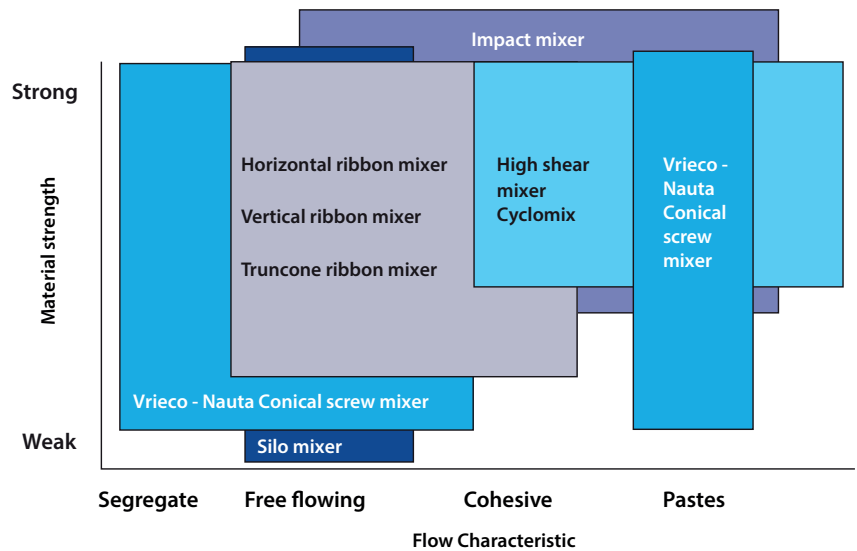 Impact mixer
Strong
Horizontal ribbon mixer
Vertical ribbon mixer
Truncone ribbon mixer
High shear
mixer
Cyclomix
Vrieco -
Nauta
Conical
screw
mixer
Material strength
Vrieco - Nauta Conical screw mixer
Weak
Silo mixer
Segregate
Free flowing
Cohesive
Pastes
Flow Characteristic